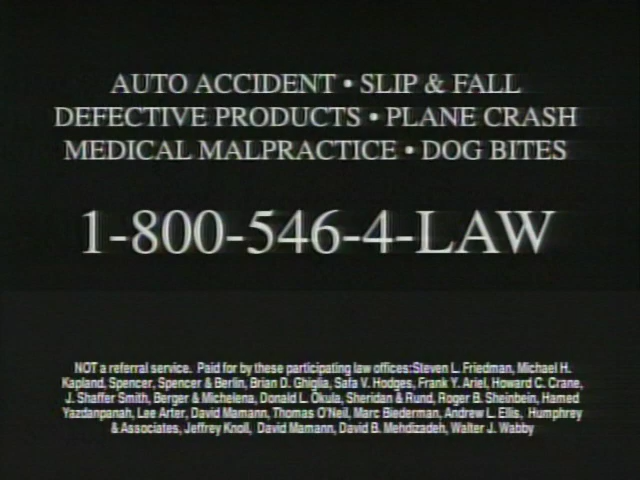 AUTO ACCIDENT • SLIP & FALL
DEFECTIVE PRODUCTS • PLANE CRASH
MEDICAL MALPRACTICE • DOG BITES
1-800-546-4-LAW
NOT a referral service. Paid for by these participating law offices:Steven L. Friedman, Michael H.
Kapland, Spencer, Spencer & Berlin, Brian D. Ghiglia, Safa V. Hodges, Frank Y. Ariel, Howard C. Crane,
J. Shaffer Smith, Berger & Michelena, Donald L. Okula, Sheridan & Rund, Roger B. Sheinbein, Hamed
Yazdanpanah, Lee Arter, David Mamann, Thomas O'Neil, Marc Biederman, Andrew L. Ellis, Humphrey
& Associates, Jeffrey Knoll, David Mamann, David B. Mehdizadeh, Walter J. Wabby